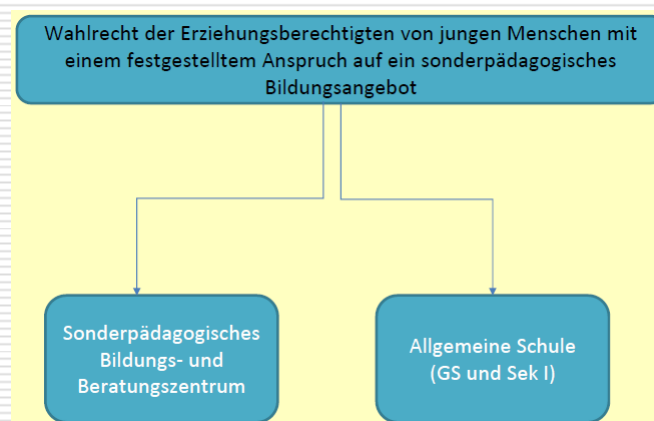 Wahlrecht der Erziehungsberechtigten von jungen Menschen mit
einem festgestelltem Anspruch auf ein sonderpädagogisches
Bildungsangebot
Sonderpädagogisches
Bildungs- und
Beratungszentrum
Allgemeine Schule
(GS und Sek I)